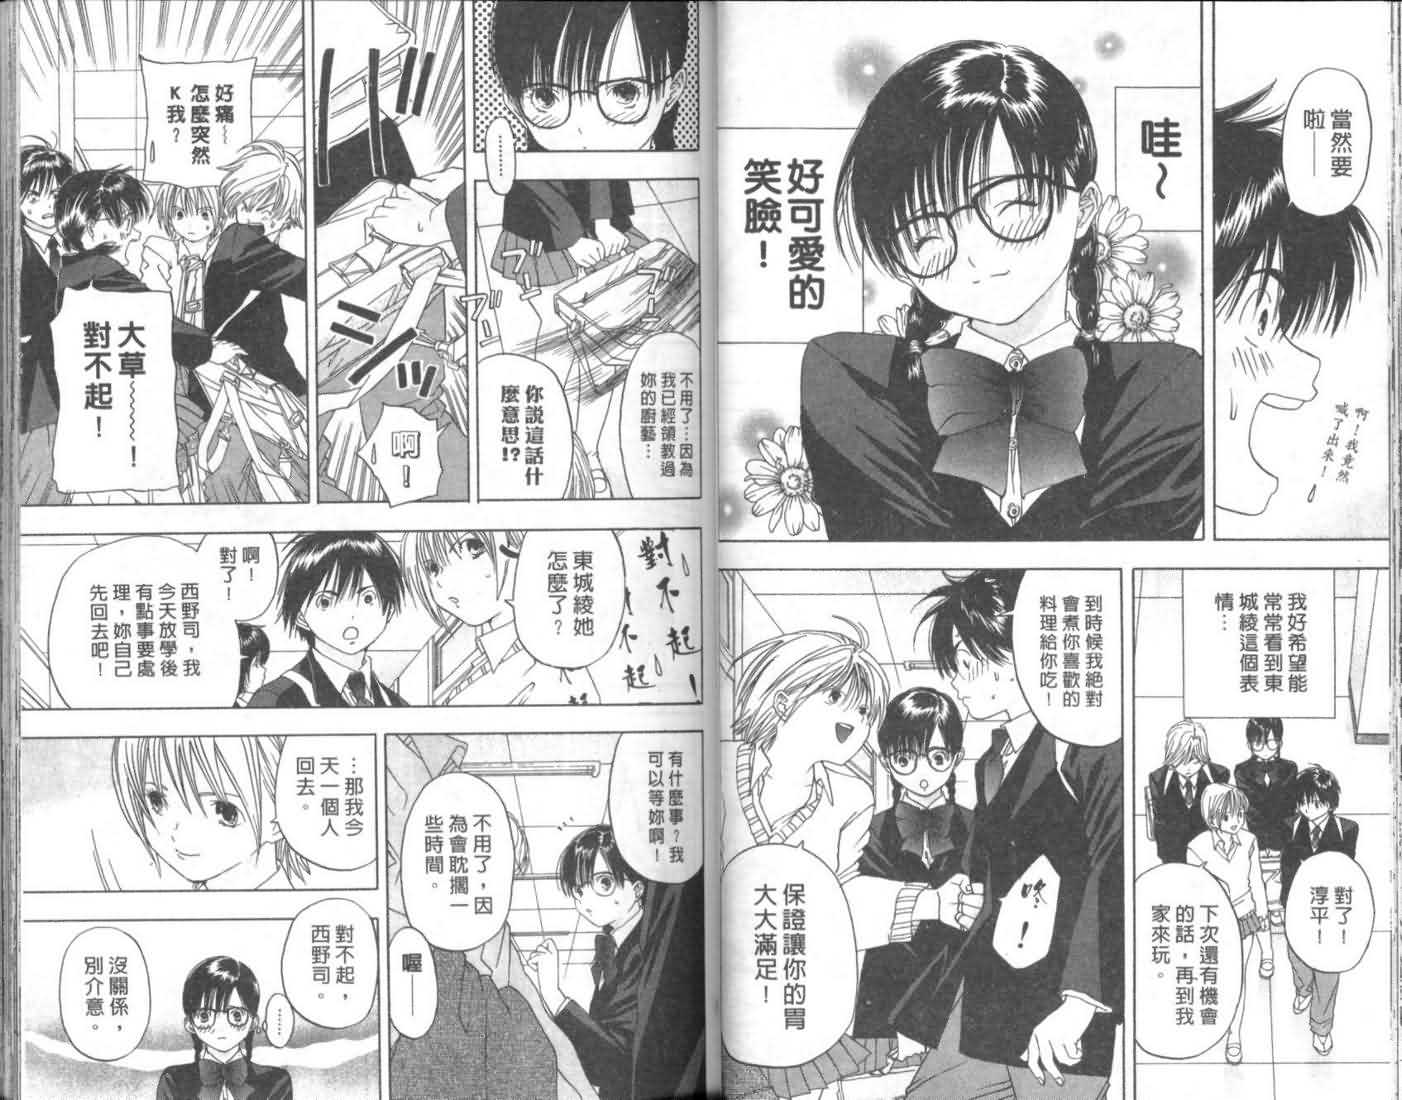 當然要
啦——
啊！我竟然
喊了出來！
哇～
好可愛的
笑臉！
我好希望能
常常看到東
城綾這個表
情…
對了！
淳平！
下次還有機會
的話，再到我
家來玩。
到時候我絕對
會煮你喜歡的
料理給你吃！
咚！
保證讓你的胃
大大滿足！
………
不用了…因為
我已經領教過
妳的廚藝…
你說這話什
麼意思!?
啊！
好痛～
怎麼突然
K我？
大草～～～！
對不起！
對不起！
不起
東城綾她
怎麼了？
啊！
對了！
西野司，我
今天放學後
有點事要處
理，妳自己
先回去吧！
有什麼事？我
可以等妳啊！
不用了，因
為會耽擱一
些時間。
喔——
…那我今
天一個人
回去。
對不起，
西野司。
……
沒關係，
別介意。